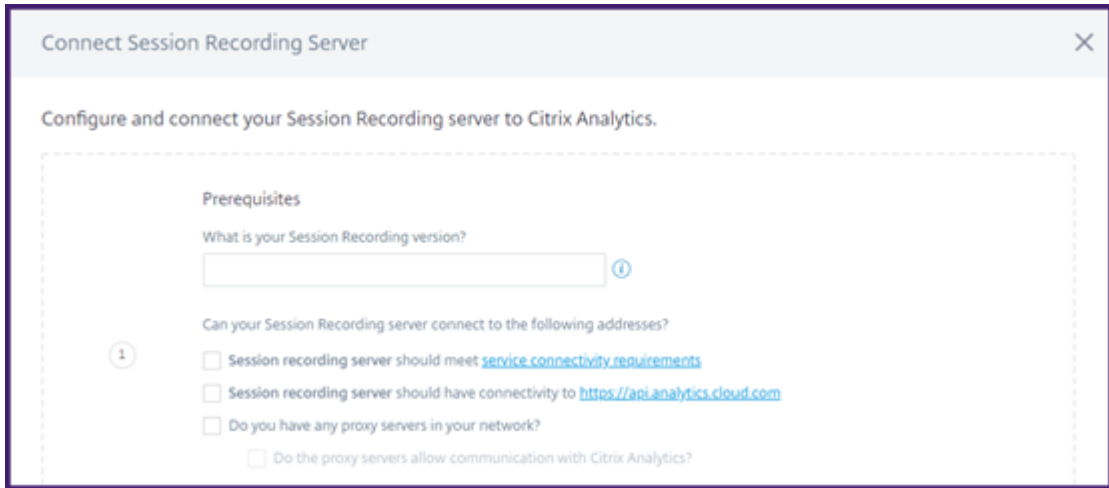 Connect Session Recording Server
Configure and connect your Session Recording server to Citrix Analytics.
Prerequisites
What is your Session Recording version?
Can your Session Recording server connect to the following addresses?
1
Session recording server should meet service connectivity requirements
Session recording server should have connectivity to https://api.analytics.cloud.com
Do you have any proxy servers in your network?
Do the proxy servers allow communication with Citrix Analytics?